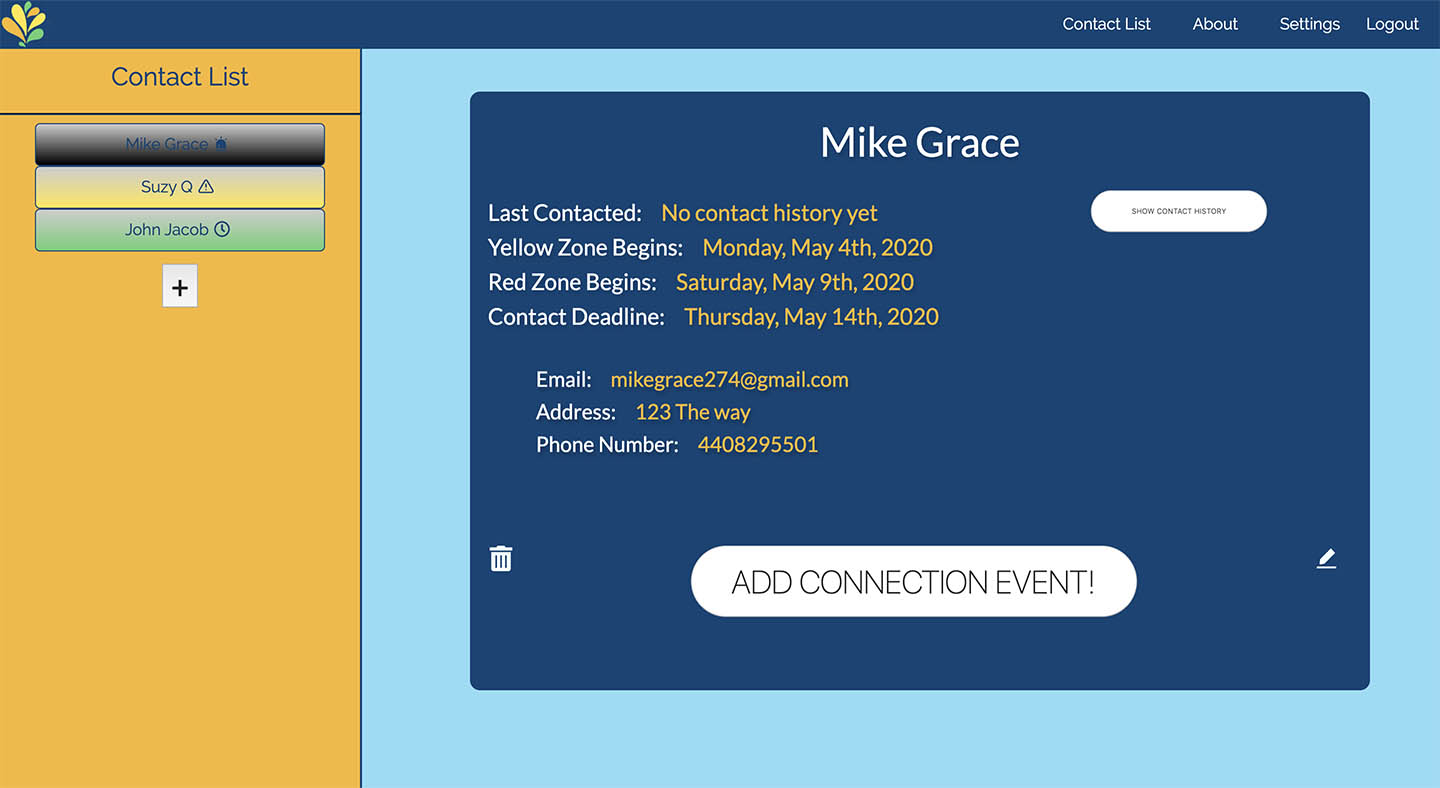 Contact List About Settings Logout
Contact List
Mike Grace
Suzy Q
John Jacob
+
Mike Grace
Last Contacted: No contact history yet
SHOW CONTACT HISTORY
Yellow Zone Begins: Monday, May 4th, 2020
Red Zone Begins: Saturday, May 9th, 2020
Contact Deadline: Thursday, May 14th, 2020
Email: mikegrace274@gmail.com
Address: 123 The way
Phone Number: 4408295501
ADD CONNECTION EVENT!